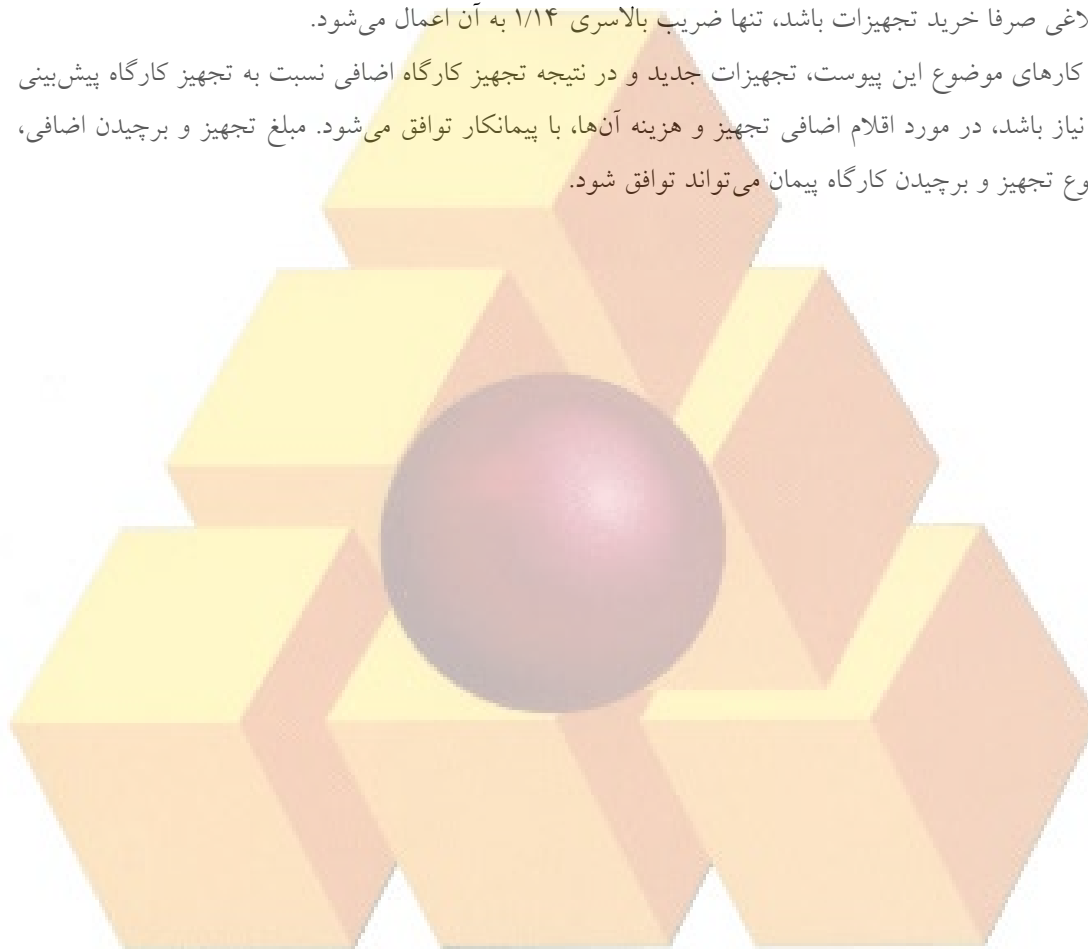 صرفا خرید تجهیزات باشد، تنها ضریب بالاسری ۱/۱۴ به آن اعمال می‌شود.
کارهای موضوع این پیوست، تجهیزات جدید و در نتیجه تجهیز کارگاه اضافی نسبت به تجهیز کارگاه پیش‌بینی
نیاز باشد، در مورد اقلام اضافی تجهیز و هزینه آن‌ها، با پیمانکار توافق می‌شود. مبلغ تجهیز و برچیدن اضافی،
تجهیز و برچیدن کارگاه پیمان می‌تواند توافق شود.